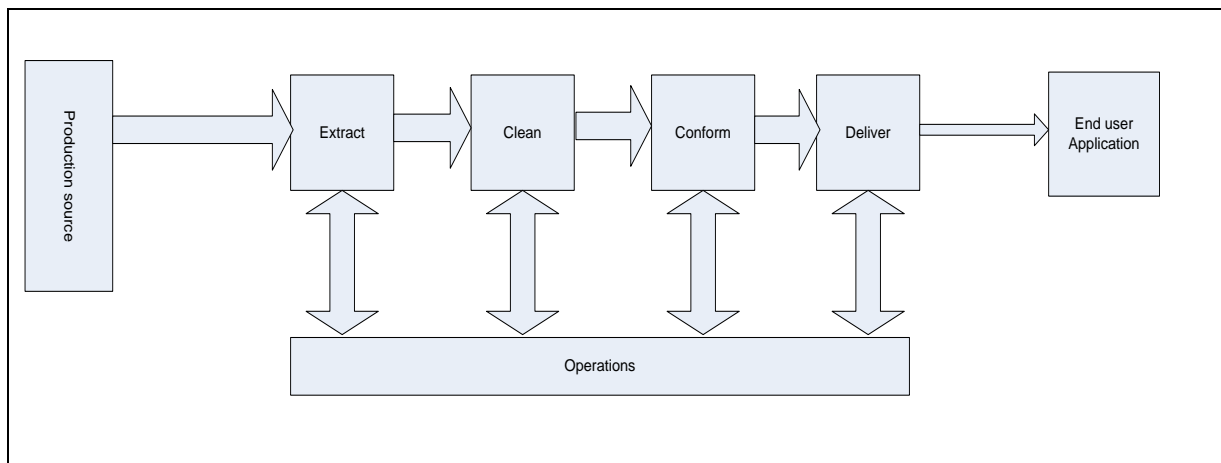 Production source
Extract
Clean
Conform
Deliver
End user
Application
Operations